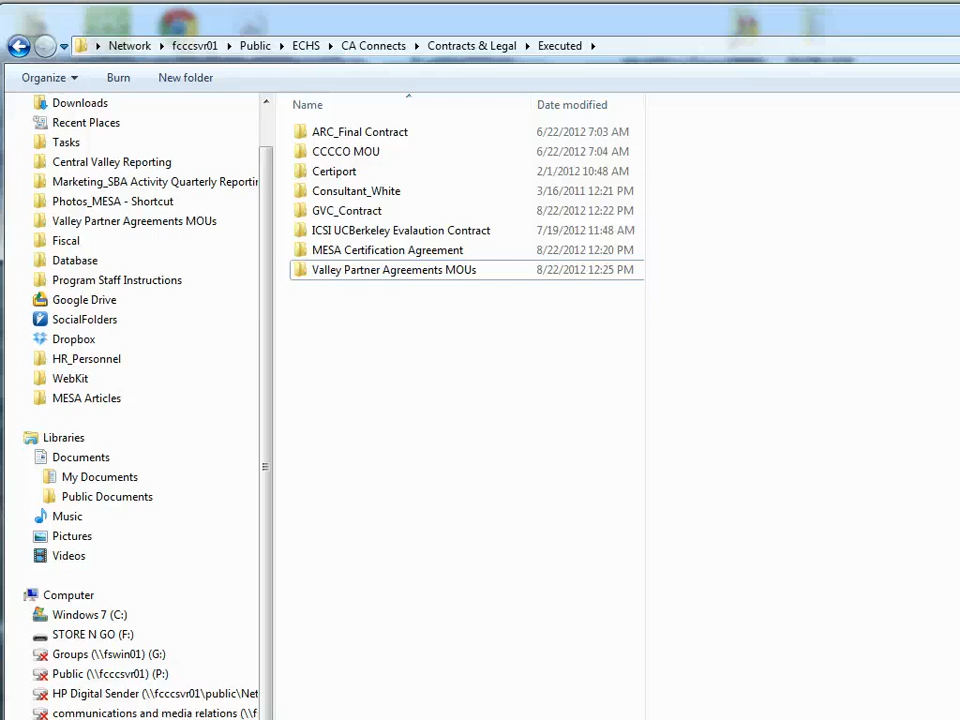 Network fcccsvr01 Public ECHS CA Connects Contracts & Legal Executed
Organize Burn New folder
Downloads
Recent Places
Tasks
Central Valley Reporting
Marketing_SBA Activity Quarterly Reportin
Photos_MESA - Shortcut
Valley Partner Agreements MOUs
Fiscal
Database
Program Staff Instructions
Google Drive
SocialFolders
Dropbox
HR_Personnel
WebKit
MESA Articles
Libraries
Documents
My Documents
Public Documents
Music
Pictures
Videos
Computer
Windows 7 (C:)
STORE N GO (F:)
Groups (\\fswin01) (G:)
Public (\\fcccsvr01) (P:)
HP Digital Sender (\\fcccsvr01\public\Net
communications and media relations (\\f
Name Date modified
ARC_Final Contract 6/22/2012 7:03 AM
CCCCO MOU 6/22/2012 7:04 AM
Certiport 2/1/2012 10:48 AM
Consultant_White 3/16/2011 12:21 PM
GVC_Contract 8/22/2012 12:22 PM
ICSI UCBerkeley Evalaution Contract 7/19/2012 11:48 AM
MESA Certification Agreement 8/22/2012 12:20 PM
Valley Partner Agreements MOUs 8/22/2012 12:25 PM